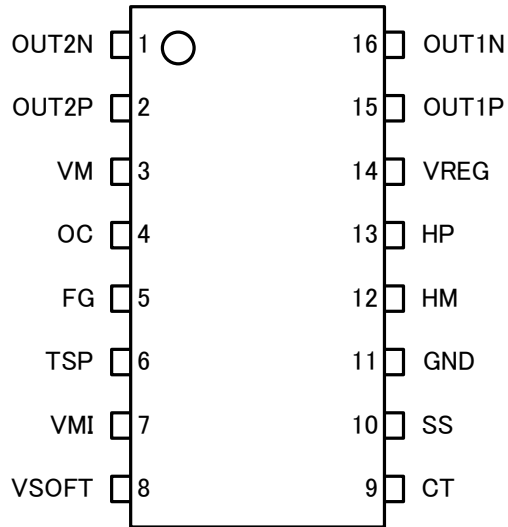 OUT2N 1 16 OUT1N
OUT2P 2 15 OUT1P
VM 3 14 VREG
OC 4 13 HP
FG 5 12 HM
TSP 6 11 GND
VMI 7 10 SS
VSOFT 8 9 CT